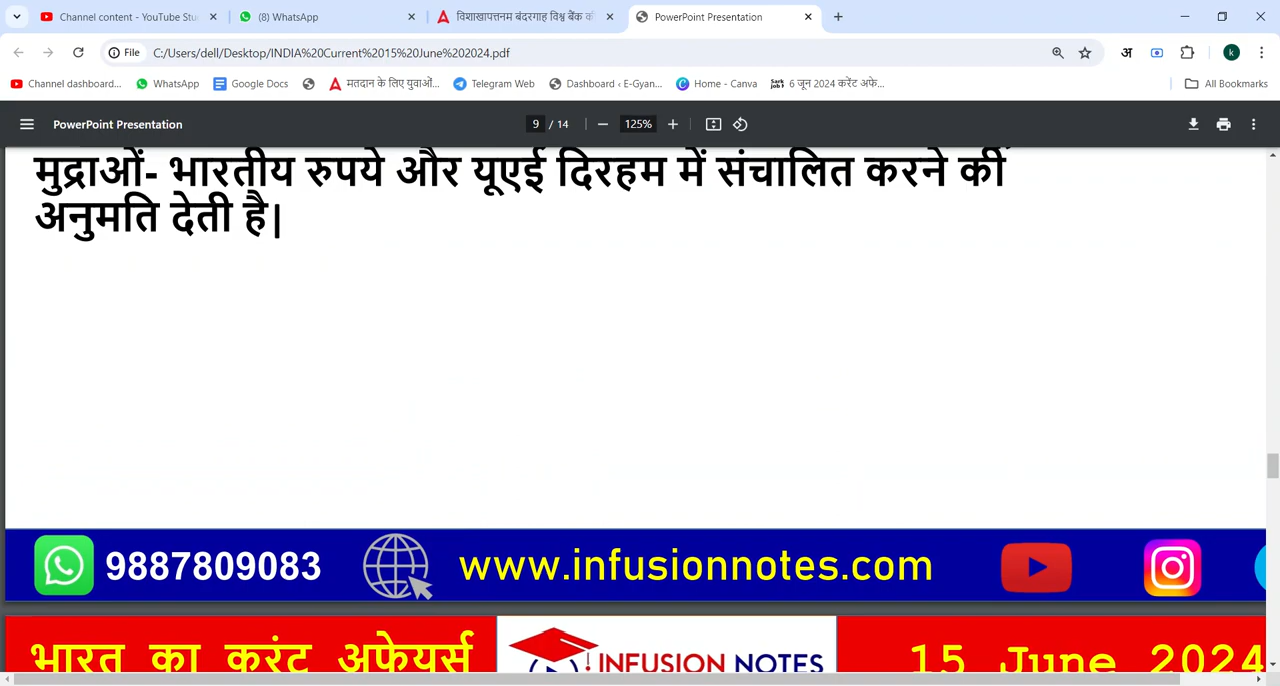 Channel content - YouTube Stu
(8) WhatsApp
विशाखापत्तनम बंदरगाह विश्व बैंक की
PowerPoint Presentation
File
C:/Users/dell/Desktop/INDIA%20Current%2015%20June%202024.pdf
अ
k
Channel dashboard...
WhatsApp
Google Docs
मतदान के लिए युवाओं...
Telegram Web
Dashboard ‹ E-Gyan...
Home - Canva
6 जून 2024 करेंट अफे...
All Bookmarks
PowerPoint Presentation
9 / 14
125%
मुद्राओं- भारतीय रुपये और यूएई दिरहम में संचालित करने की
अनुमति देती है|
9887809083
www.infusionnotes.com
भारत का करंट अफेयर्स
INFUSION NOTES
15 June 2024